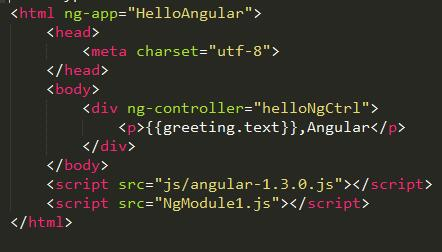 <html ng-app="HelloAngular">
    <head>
        <meta charset="utf-8">
    </head>
    <body>
        <div ng-controller="helloNgCtrl">
            <p>{{greeting.text}},Angular</p>
        </div>
    </body>
    <script src="js/angular-1.3.0.js"></script>
    <script src="NgModule1.js"></script>
</html>